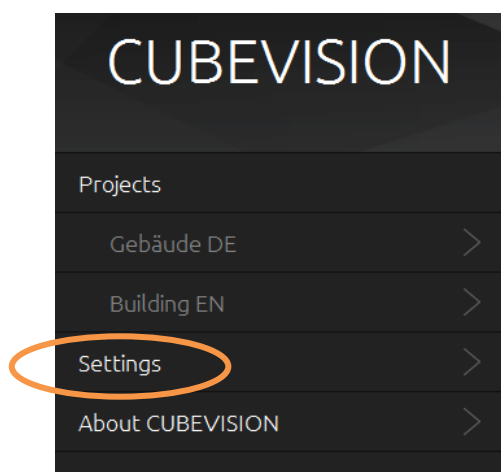 CUBEVISION
Projects
Gebäude DE
Building EN
Settings
About CUBEVISION